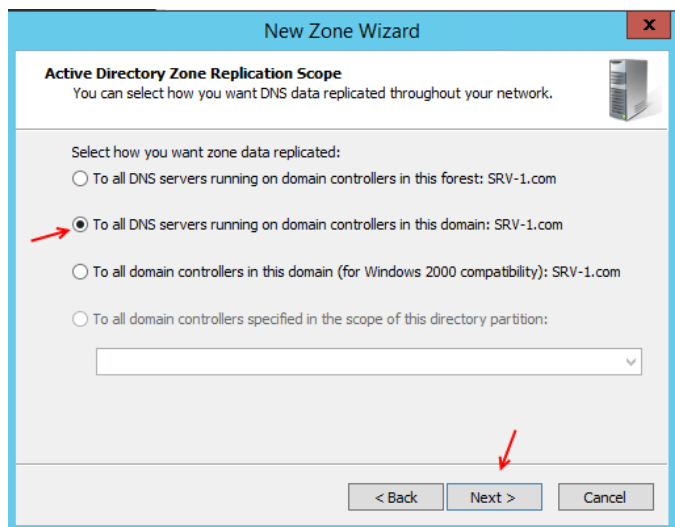 New Zone Wizard
x
Active Directory Zone Replication Scope
You can select how you want DNS data replicated throughout your network.
Select how you want zone data replicated:
To all DNS servers running on domain controllers in this forest: SRV-1.com
To all DNS servers running on domain controllers in this domain: SRV-1.com
To all domain controllers in this domain (for Windows 2000 compatibility): SRV-1.com
To all domain controllers specified in the scope of this directory partition:
< Back Next > Cancel